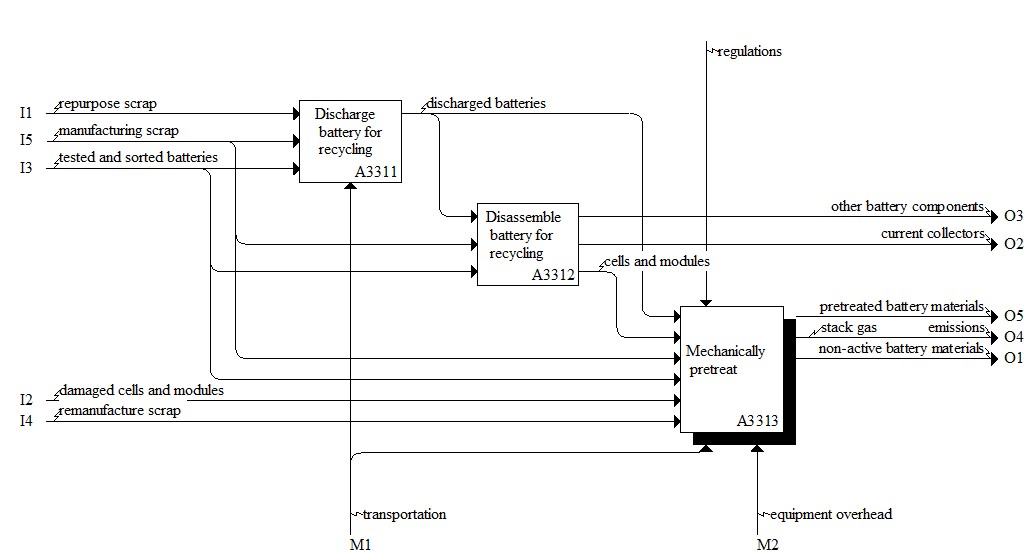 regulations
I1
repurpose scrap
discharged batteries
Discharge
battery for
recycling
A3311
I5
manufacturing scrap
I3
tested and sorted batteries
Disassemble
battery for
recycling
A3312
other battery components
O3
current collectors
O2
cells and modules
pretreated battery materials
O5
stack gas
emissions
O4
non-active battery materials
O1
Mechanically
pretreat
A3313
I2
damaged cells and modules
I4
remanufacture scrap
transportation
equipment overhead
M1
M2